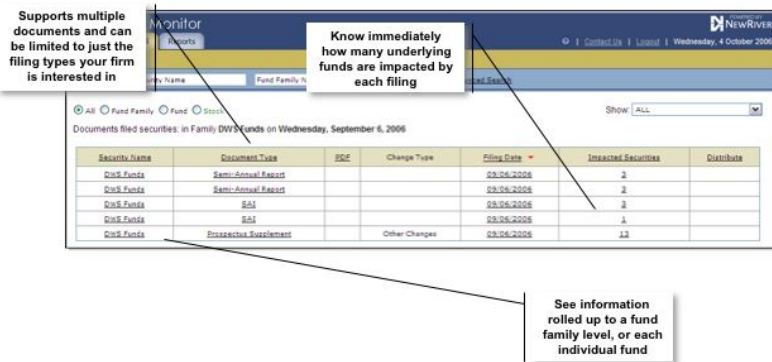 Supports multiple
documents and can
be limited to just the
filing types your firm
is interested in
Monitor
Reports
Know immediately
how many underlying
funds are impacted by
each filing
POWERED BY
NEWRIVER
Contact Us | Logout | Wednesday, 4 October 2006
Name
Fund Family N
Search
All Fund Family Fund Stock
Show: ALL
Documents filed securities: in Family DWS Funds on Wednesday, September 6, 2006
Security Name Document Type PDF Change Type Filing Date Impacted Securities Distribute
DWS Funds Semi-Annual Report 09/06/2006 3
DWS Funds Semi-Annual Report 09/06/2006 3
DWS Funds SAI 09/06/2006 3
DWS Funds SAI 09/06/2006 1
DWS Funds Prospectus Supplement Other Changes 09/06/2006 13
See information
rolled up to a fund
family level, or each
individual fund